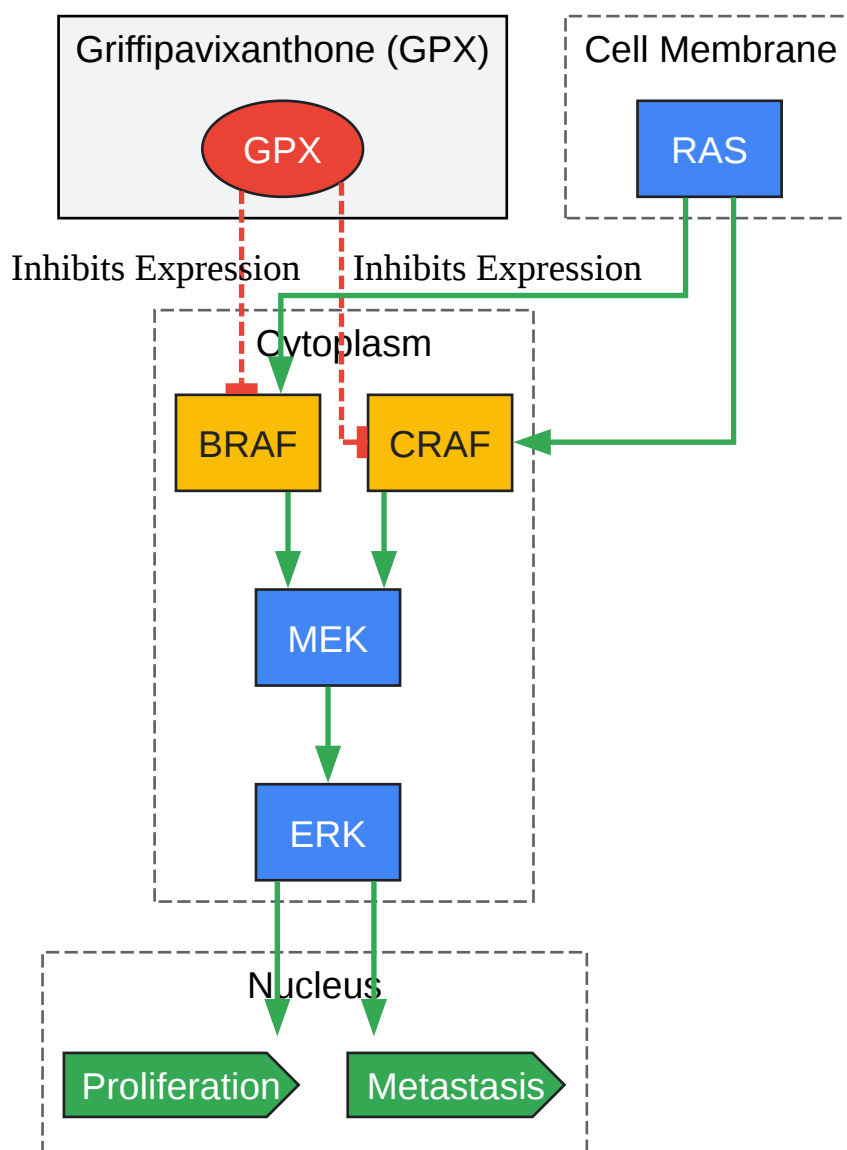 Griffipavixanthone (GPX)
Cell Membrane
GPX
RAS
Inhibits Expression
Inhibits Expression
Cytoplasm
BRAF
CRAF
MEK
ERK
Nucleus
Proliferation
Metastasis